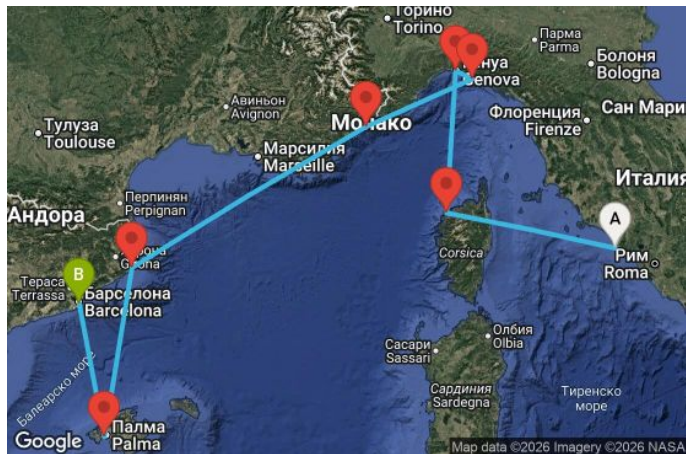 Торино
Torino
Парма
Parma
Болоня
Bologna
Genova
Авиньон
Avignon
Монако
Флоренция
Firenze
Сан Мари
Тулуза
Toulouse
Марсилия
Marseille
Италия
Перпинян
Perpignan
Андора
A
Рим
Roma
Corsica
B
Тераса
Terrassa
Барселона
Barcelona
Олбия
Olbia
Сасари
Sassari
Балеарско море
Сардиния
Sardegna
Тиренско
море
Палма
Palma
Google
Map data ©2026 Imagery ©2026 NASA